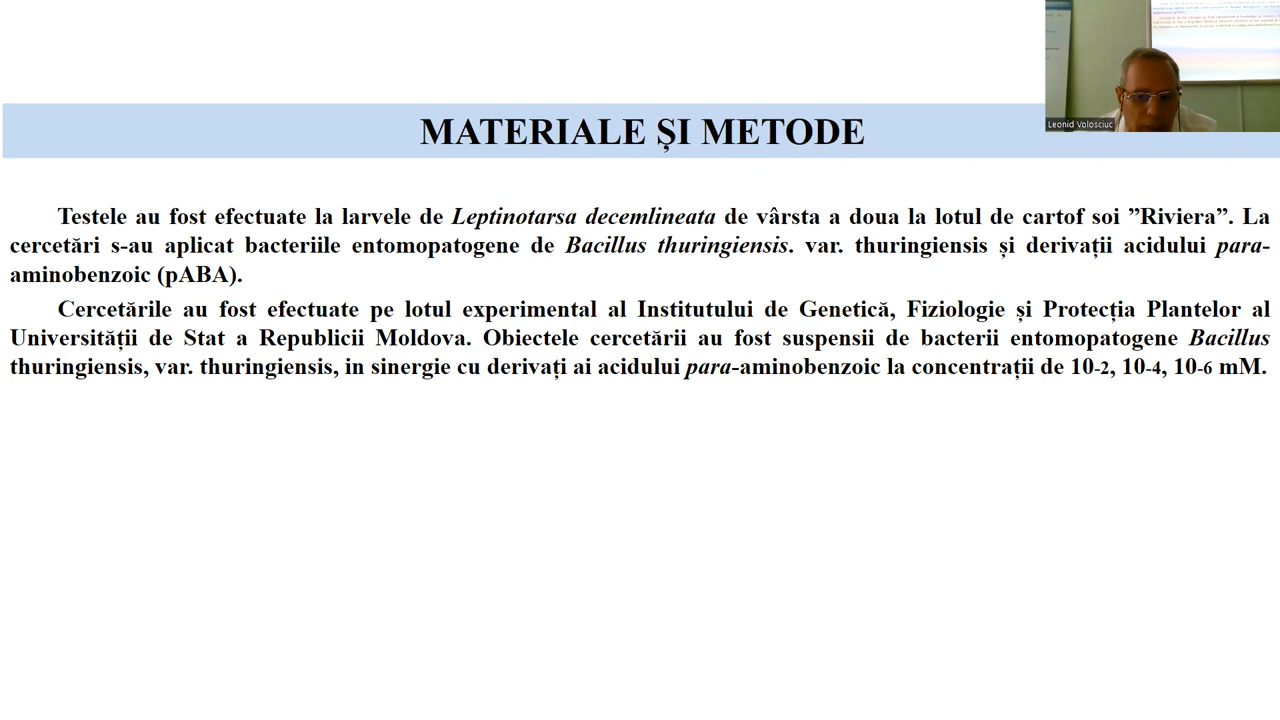 Leonid Volosciuc
MATERIALE ȘI METODE
Testele au fost efectuate la larvele de Leptinotarsa decemlineata de vârsta a doua la lotul de cartof soi ”Riviera”. La
cercetări s-au aplicat bacteriile entomopatogene de Bacillus thuringiensis. var. thuringiensis și derivații acidului para-
aminobenzoic (pABA).
Cercetările au fost efectuate pe lotul experimental al Institutului de Genetică, Fiziologie și Protecția Plantelor al
Universității de Stat a Republicii Moldova. Obiectele cercetării au fost suspensii de bacterii entomopatogene Bacillus
thuringiensis, var. thuringiensis, in sinergie cu derivați ai acidului para-aminobenzoic la concentrații de 10-2, 10-4, 10-6 mM.